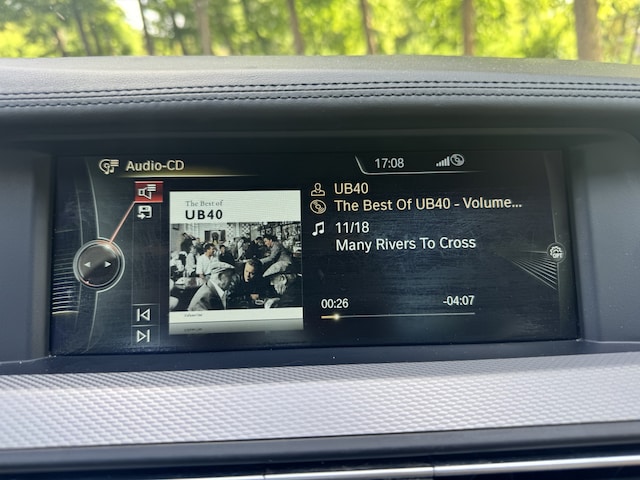 Audio-CD
17:08
The Best of
UB40
UB40
The Best Of UB40 - Volume...
11/18
Many Rivers To Cross
00:26
-04:07
OFF